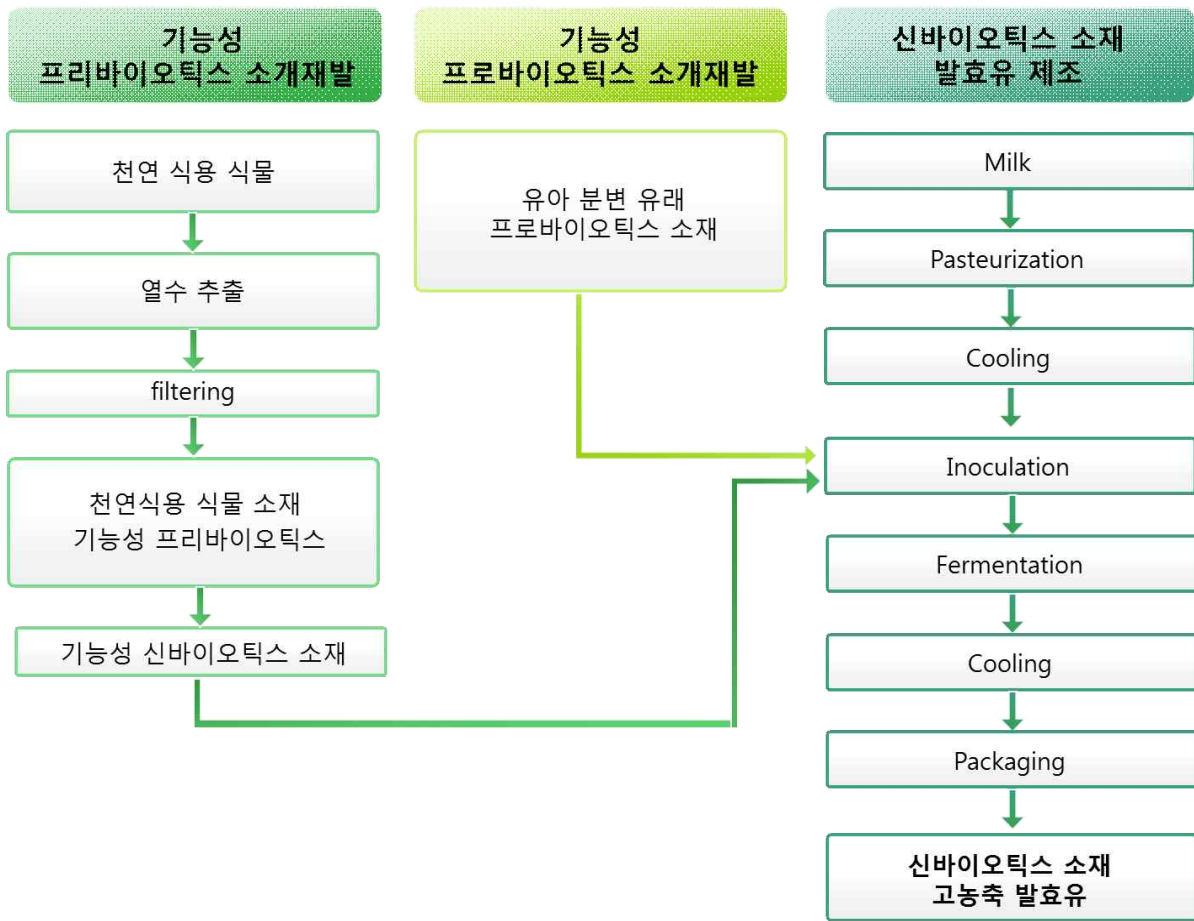 기능성
프리바이오틱스 소개재발
천연 식용 식물
열수 추출
filtering
천연식용 식물 소재
기능성 프리바이오틱스
기능성 신바이오틱스 소재
기능성
프로바이오틱스 소개재발
유아 분변 유래
프로바이오틱스 소재
신바이오틱스 소재
발효유 제조
Milk
Pasteurization
Cooling
Inoculation
Fermentation
Cooling
Packaging
신바이오틱스 소재
고농축 발효유